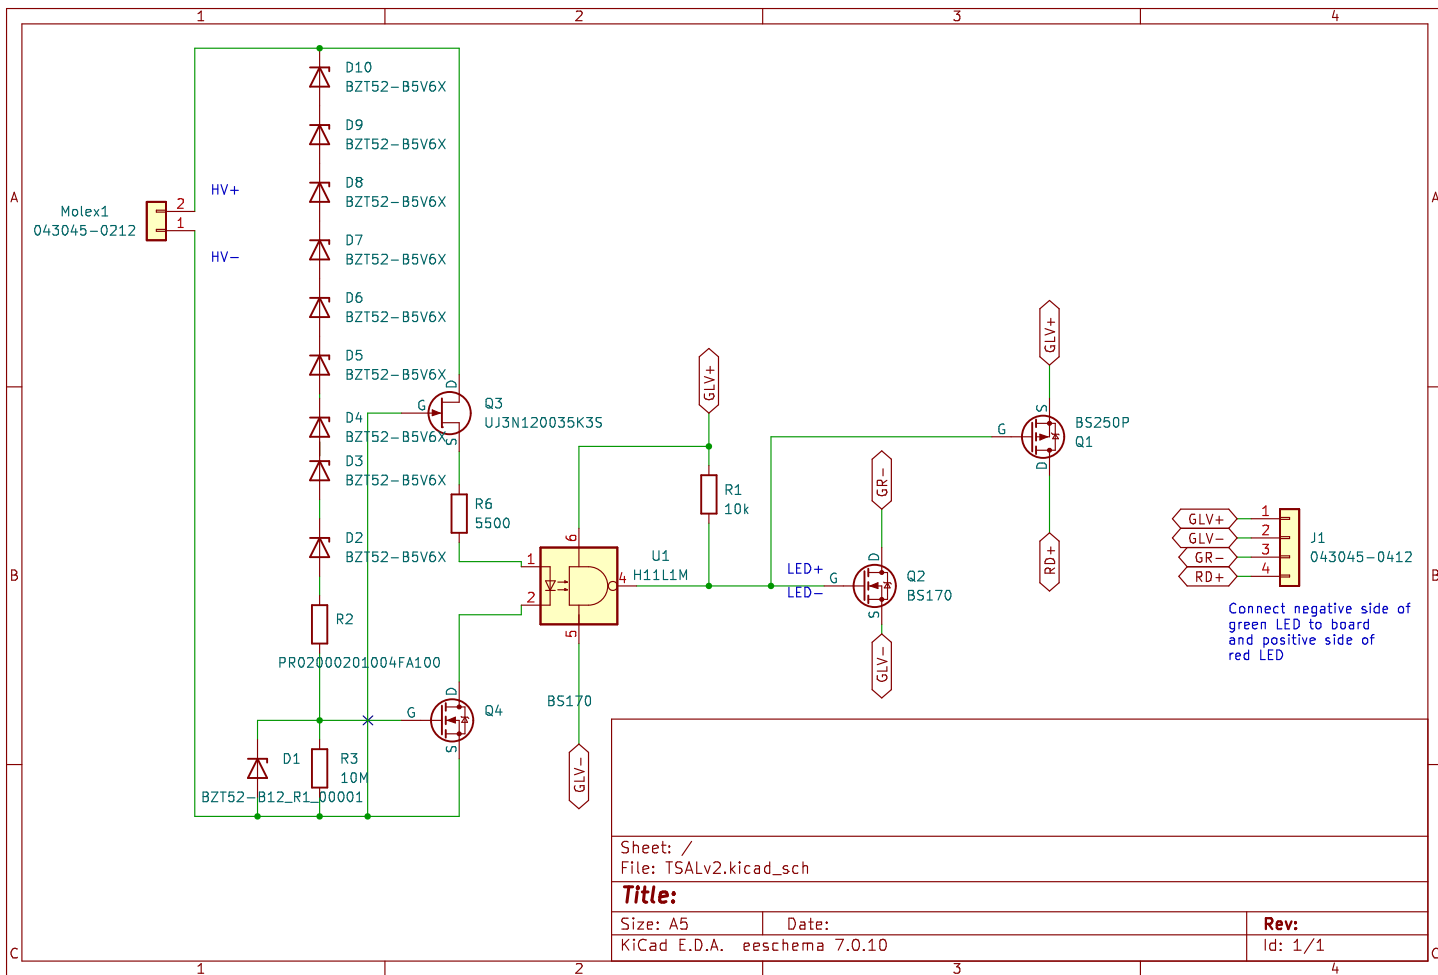 1
2
3
4
A
A
B
B
C
C
D10
BZT52-B5V6X
D9
BZT52-B5V6X
D8
BZT52-B5V6X
D7
BZT52-B5V6X
D6
BZT52-B5V6X
D5
BZT52-B5V6X
D4
BZT52-B5V6X
D3
BZT52-B5V6X
D2
BZT52-B5V6X
HV+
2
1
Molex1
043045-0212
HV-
D
G
S
Q3
UJ3N120035K3S
R6
5500
R2
PR02000201004FA100
D
G
S
Q4
BS170
D1
BZT52-B12_R1_00001
R3
10M
1
2
6
5
4
U1
H11L1M
GLV+
R1
10k
GLV-
LED+
LED-
GR-
D
G
S
Q2
BS170
GLV-
GLV+
S
G
D
BS250P
Q1
RD+
GLV+ 1
GLV- 2
GR- 3
RD+ 4
J1
043045-0412
Connect negative side of
green LED to board
and positive side of
red LED
Sheet: /
File: TSALv2.kicad_sch
Title:
Size: A5
Date:
Rev:
KiCad E.D.A. eeschema 7.0.10
Id: 1/1
1
2
3
4